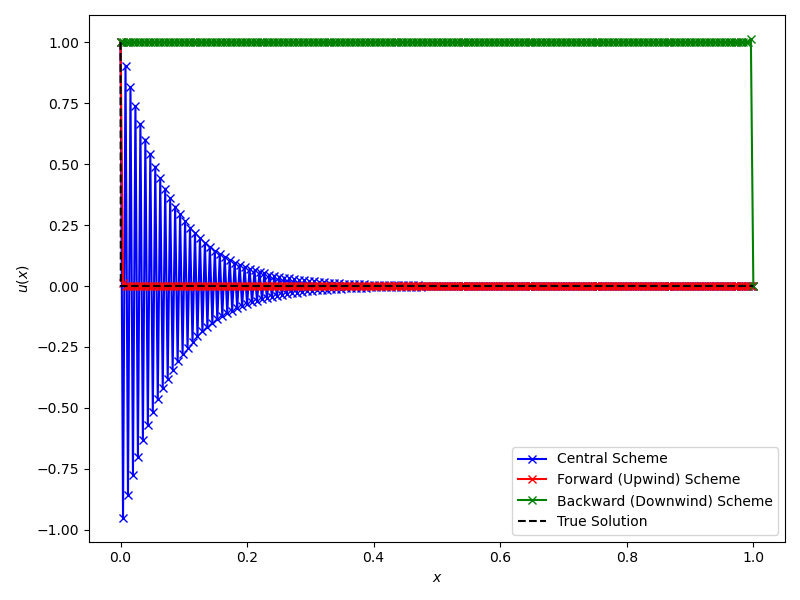 1.00
0.75
0.50
0.25
0.00
−0.25
−0.50
−0.75
−1.00
u(x)
0.0 0.2 0.4 0.6 0.8 1.0
x
Central Scheme
Forward (Upwind) Scheme
Backward (Downwind) Scheme
True Solution